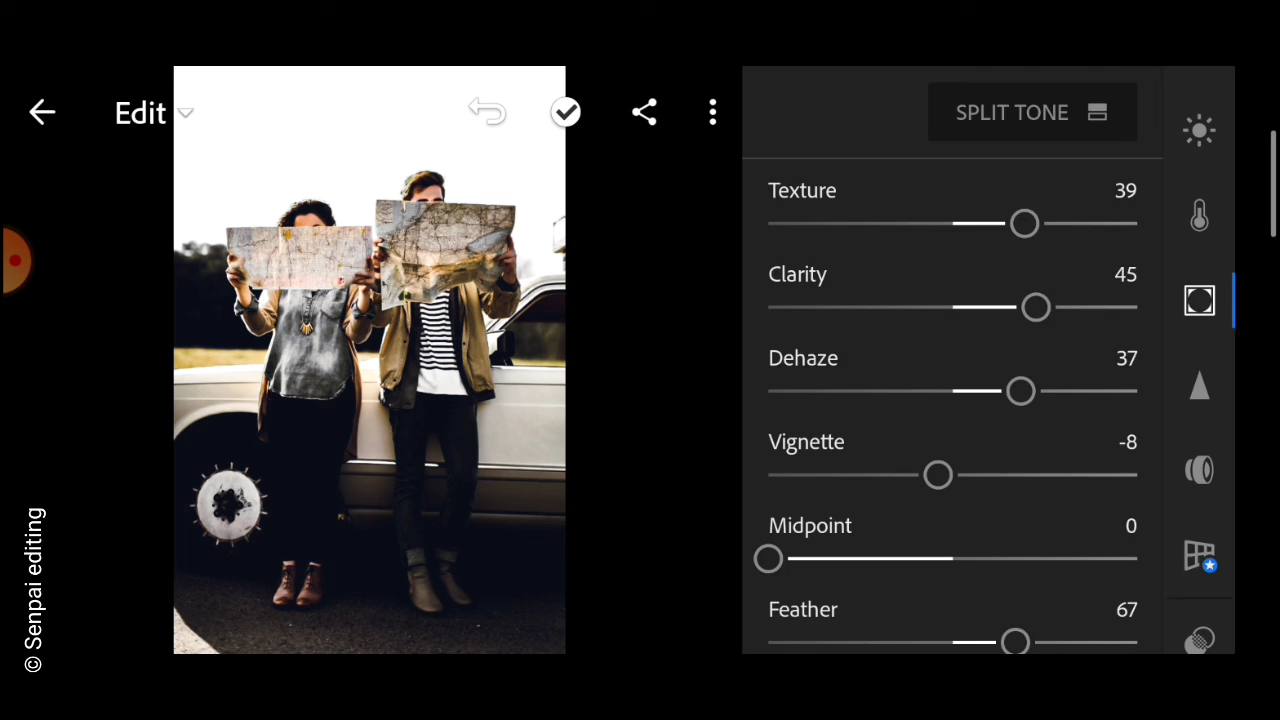 Edit
SPLIT TONE
Texture 39
Clarity 45
Dehaze 37
Vignette -8
Midpoint 0
Feather 67
© Senpai editing